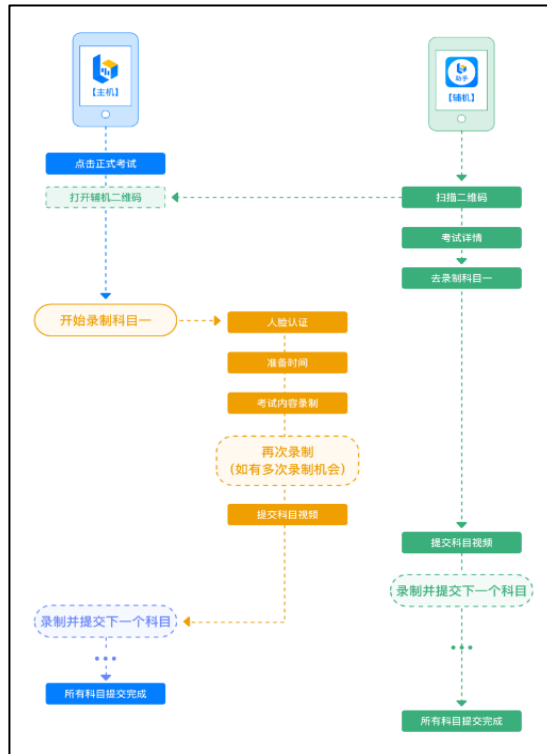 【主机】
助手
【辅机】
点击正式考试
打开辅机二维码
扫描二维码
考试详情
去录制科目一
开始录制科目一
人脸认证
准备时间
考试内容录制
再次录制
(如有多次录制机会)
提交科目视频
提交科目视频
录制并提交下一个科目
录制并提交下一个科目
所有科目提交完成
所有科目提交完成